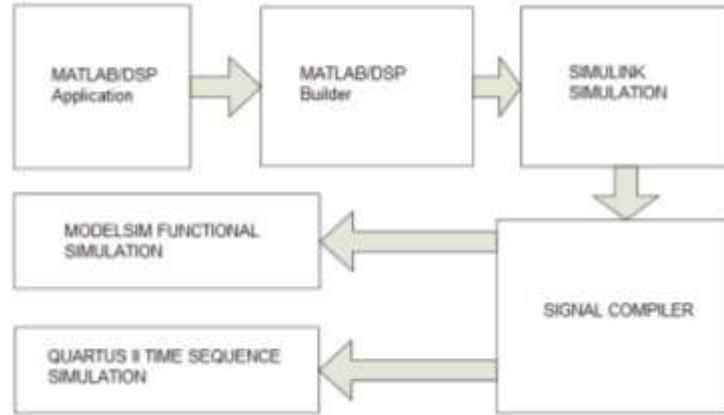 MATLAB/DSP
Application
MATLAB/DSP
Builder
SIMULINK
SIMULATION
MODELSIM FUNCTIONAL
SIMULATION
SIGNAL COMPILER
QUARTUS II TIME SEQUENCE
SIMULATION